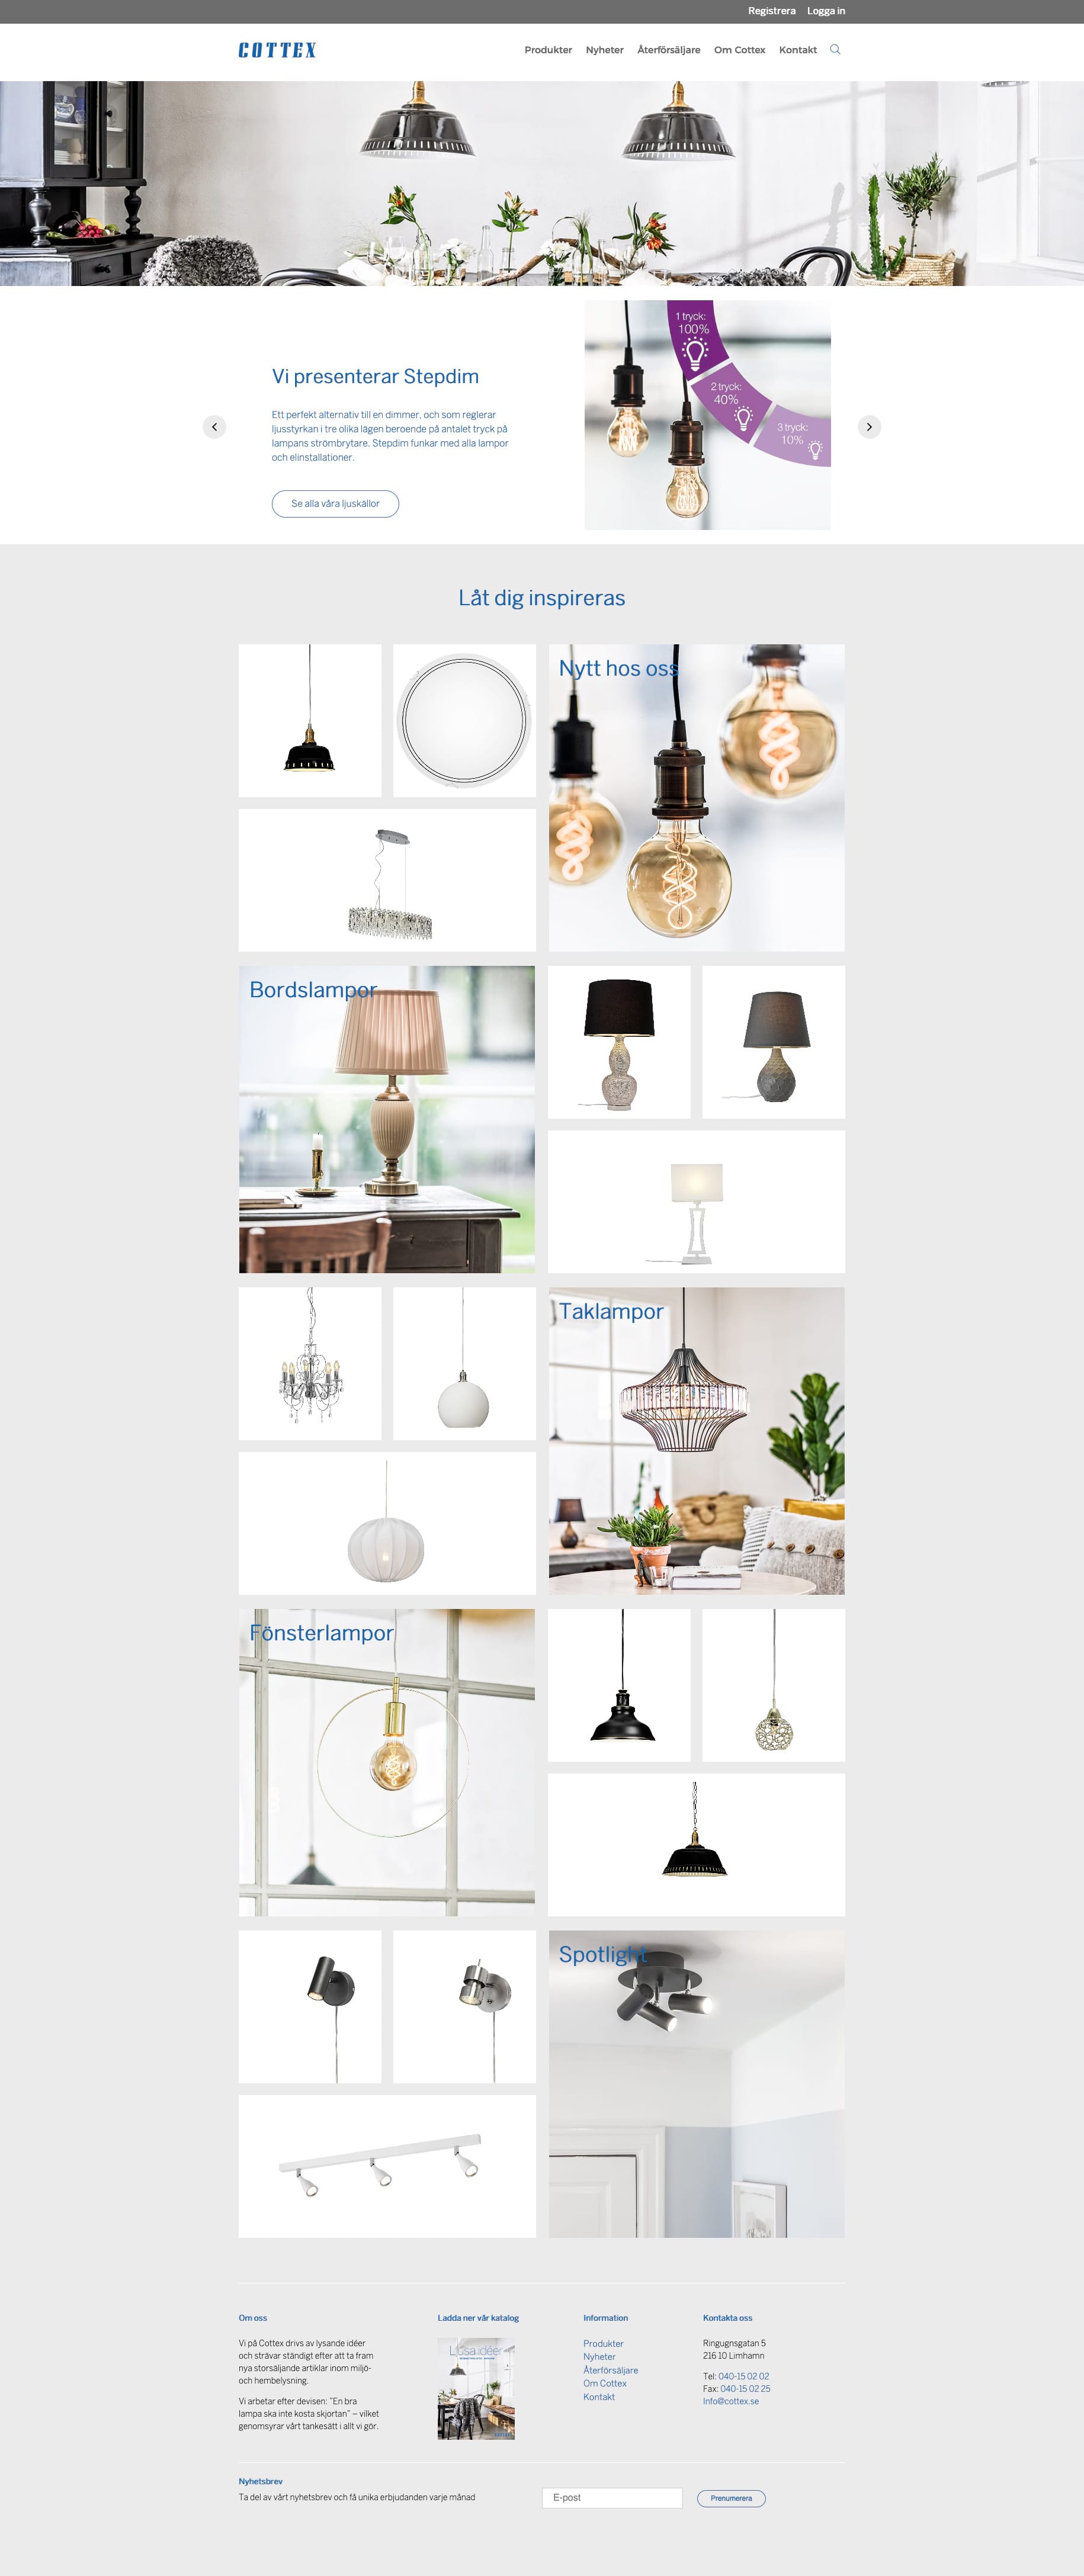 Registrera Logga in
COTTEX
Produkter Nyheter Återförsäljare Om Cottex Kontakt
1 tryck:
100%
2 tryck:
40%
3 tryck:
10%
Vi presenterar Stepdim
Ett perfekt alternativ till en dimmer, och som reglerar
ljusstyrkan i tre olika lägen beroende på antalet tryck på
lampans strömbrytare. Stepdim funkar med alla lampor
och elinstallationer.
Se alla våra ljuskällor
Låt dig inspireras
Nytt hos oss
Bordslampor
Taklampor
Fönsterlampor
Spotlight
Om oss
Vi på Cottex drivs av lysande idéer
och strävar ständigt efter att ta fram
nya storsäljande artiklar inom miljö-
och hembelysning.
Vi arbetar efter devisen: "En bra
lampa ska inte kosta skjortan" – vilket
genomsyrar vårt tankesätt i allt vi gör.
Ladda ner vår katalog
Ljusa idéer
Information
Produkter
Nyheter
Återförsäljare
Om Cottex
Kontakt
Kontakta oss
Ringugnsgatan 5
216 10 Limhamn
Tel: 040-15 02 02
Fax: 040-15 02 25
Info@cottex.se
Nyhetsbrev
Ta del av vårt nyhetsbrev och få unika erbjudanden varje månad
E-post
Prenumerera